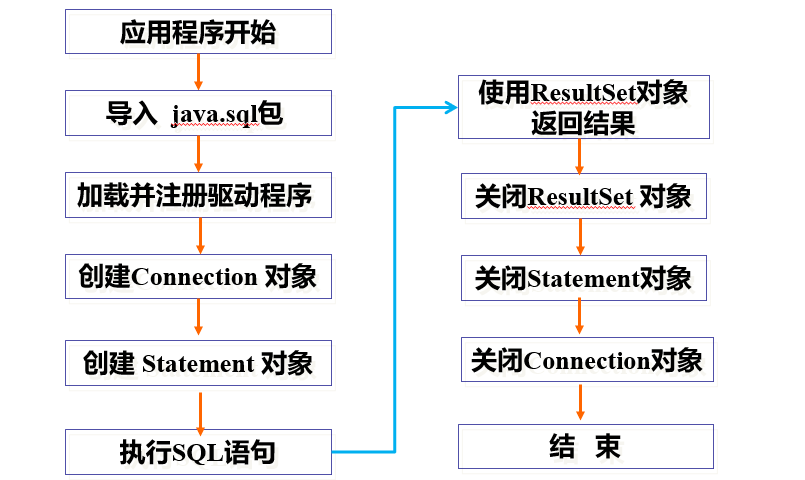 应用程序开始
导入 java.sql包
加载并注册驱动程序
创建Connection 对象
创建 Statement 对象
执行SQL语句
使用ResultSet对象
返回结果
关闭ResultSet 对象
关闭Statement对象
关闭Connection对象
结 束